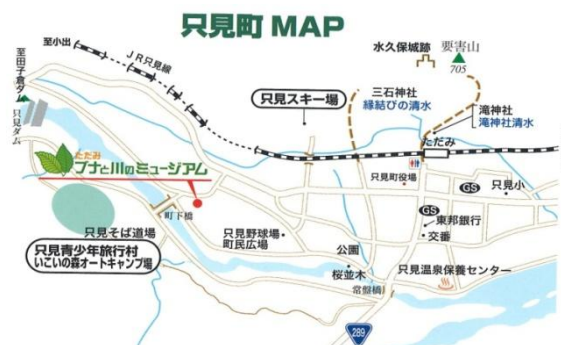 只見町 MAP
至小出
JR只見線
至田子倉ダム
只見ダム
水久保城跡
要害山
705
三石神社
縁結びの清水
滝神社
滝神社清水
只見スキー場
ただみ
只見町役場
GS
只見小
GS
東邦銀行
交番
ただみ
ブナと川のミュージアム
町下橋
只見そば道場
只見青少年旅行村
いこいの森オートキャンプ場
只見野球場
町民広場
公園
桜並木
常盤橋
只見温泉保養センター
289